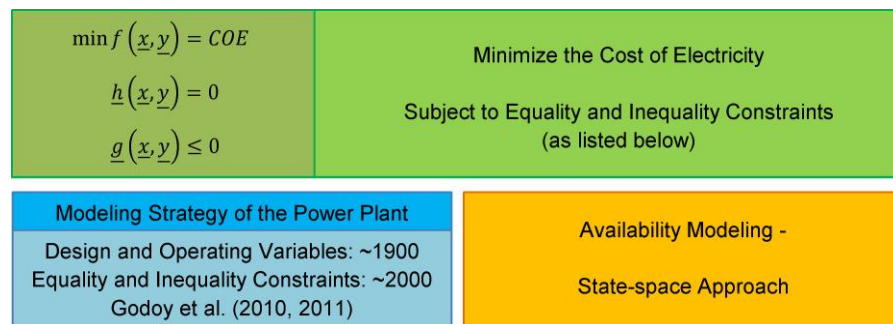 min f(x, y) = COE
h(x, y) = 0
g(x, y) ≤ 0
Minimize the Cost of Electricity
Subject to Equality and Inequality Constraints
(as listed below)
Modeling Strategy of the Power Plant
Design and Operating Variables: ~1900
Equality and Inequality Constraints: ~2000
Godoy et al. (2010, 2011)
Availability Modeling -
State-space Approach